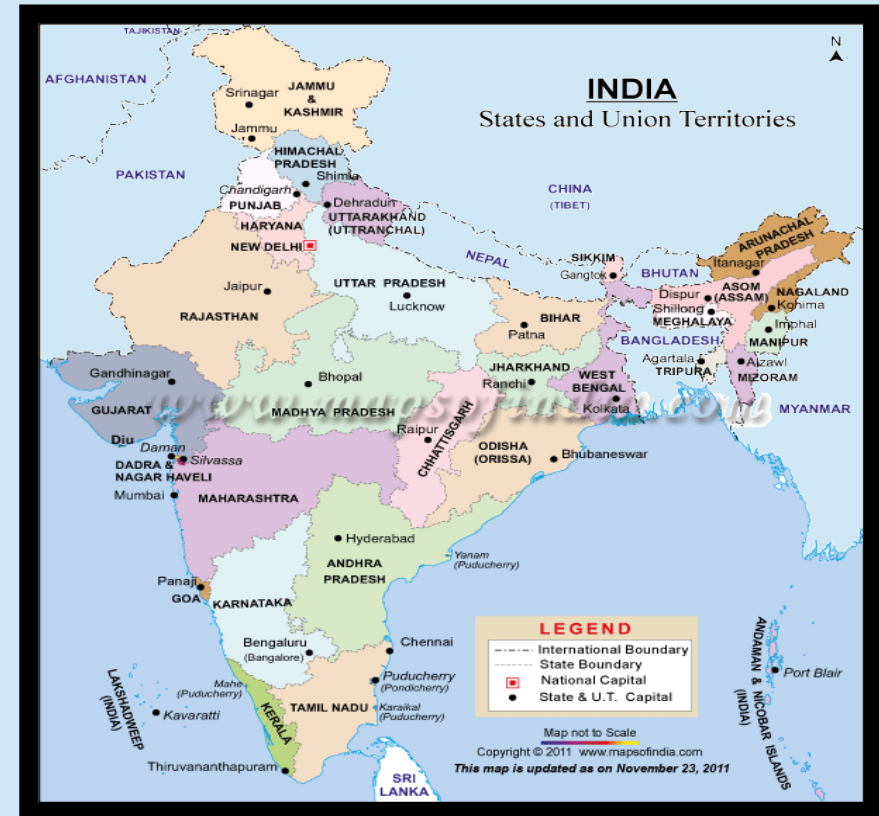 TAJIKISTAN
AFGHANISTAN
N
INDIA
States and Union Territories
JAMMU
&
KASHMIR
Srinagar
Jammu
HIMACHAL
PRADESH
Shimla
PAKISTAN
Chandigarh
PUNJAB
CHINA
(TIBET)
Dehradun
UTTARAKHAND
(UTTRANCHAL)
HARYANA
NEW DELHI
NEPAL
SIKKIM
Gangtok
BHUTAN
ARUNACHAL
PRADESH
Itanagar
Jaipur
RAJASTHAN
UTTAR PRADESH
Lucknow
BIHAR
Patna
Dispur
ASOM
(ASSAM)
NAGALAND
Kohima
Shillong
MEGHALAYA
Imphal
MANIPUR
BANGLADESH
Agartala
TRIPURA
Aizawl
MIZORAM
MYANMAR
Gandhinagar
GUJARAT
Bhopal
MADHYA PRADESH
JHARKHAND
Ranchi
WEST
BENGAL
Kolkata
www.mapsofindia.com
Diu
Daman
Silvassa
DADRA &
NAGAR HAVELI
Mumbai
MAHARASHTRA
Raipur
CHHATTISGARH
ODISHA
(ORISSA)
Bhubaneswar
Hyderabad
ANDHRA
PRADESH
Yanam
(Puducherry)
Panaji
GOA
KARNATAKA
Bengaluru
(Bangalore)
Chennai
Mahe
(Puducherry)
Puducherry
(Pondicherry)
KERALA
TAMIL NADU
Karaikal
(Puducherry)
LAKSHADWEEP
(INDIA)
Kavaratti
Thiruvananthapuram
SRI
LANKA
ANDAMAN & NICOBAR ISLANDS
(INDIA)
Port Blair
LEGEND
International Boundary
State Boundary
National Capital
State & U.T. Capital
Map not to Scale
Copyright © 2011 www.mapsofindia.com
This map is updated as on November 23, 2011